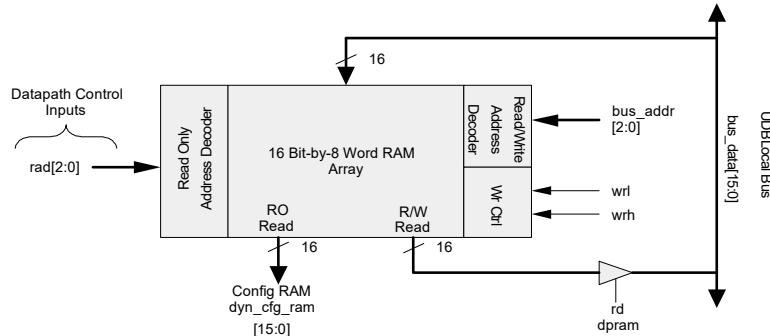 16
Datapath Control
Inputs
rad[2:0]
Read Only
Address Decoder
16 Bit-by-8 Word RAM
Array
Read/Write
Address
Decoder
Wr Ctrl
bus_addr
[2:0]
wrl
wrh
RO
Read
R/W
Read
16
16
Config RAM
dyn_cfg_ram
[15:0]
rd
dpram
bus_data[15:0]
UDBLocal Bus